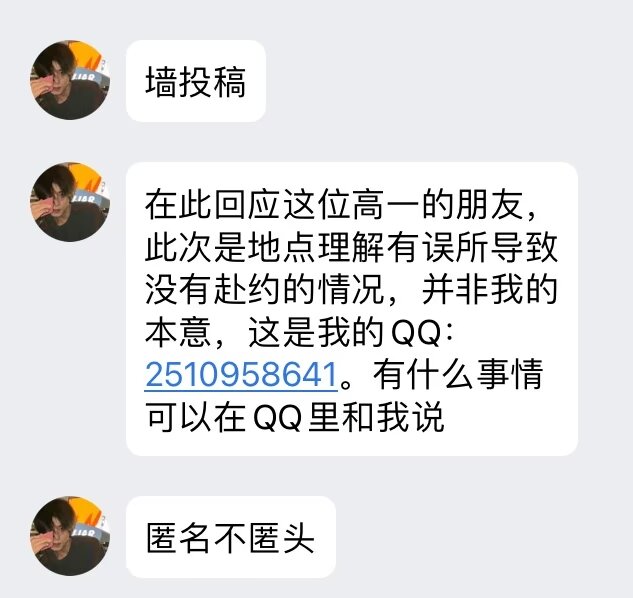 墙投稿
在此回应这位高一的朋友，
此次是地点理解有误所导致
没有赴约的情况，并非我的
本意，这是我的QQ：
2510958641。有什么事情
可以在QQ里和我说
匿名不匿头